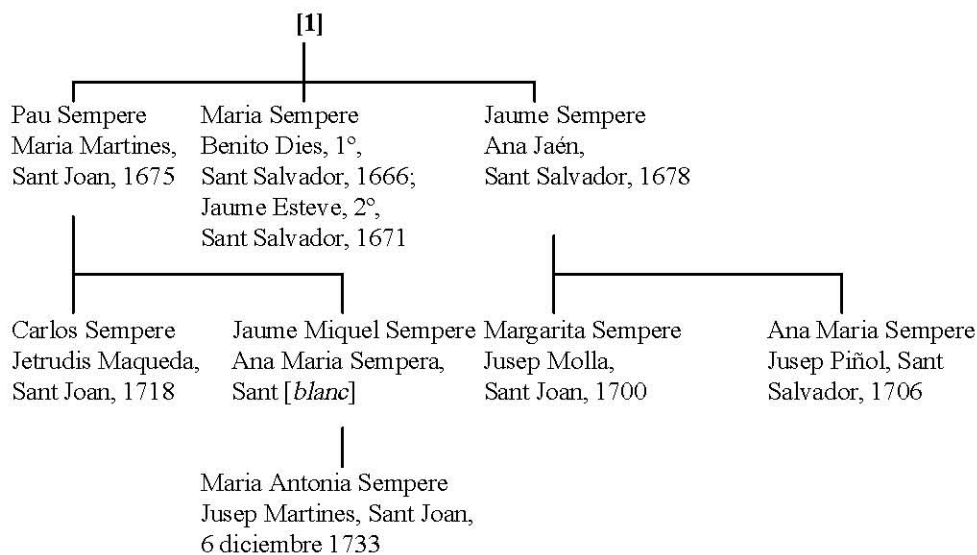 [1]
Pau Sempere
Maria Martines,
Sant Joan, 1675
Maria Sempere
Benito Dies, 1º,
Sant Salvador, 1666;
Jaume Esteve, 2º,
Sant Salvador, 1671
Jaume Sempere
Ana Jaén,
Sant Salvador, 1678
Carlos Sempere
Jetrudis Maqueda,
Sant Joan, 1718
Jaume Miquel Sempere
Ana Maria Sempera,
Sant [blanc]
Margarita Sempere
Jusep Molla,
Sant Joan, 1700
Ana Maria Sempere
Jusep Piñol, Sant
Salvador, 1706
Maria Antonia Sempere
Jusep Martines, Sant Joan,
6 diciembre 1733